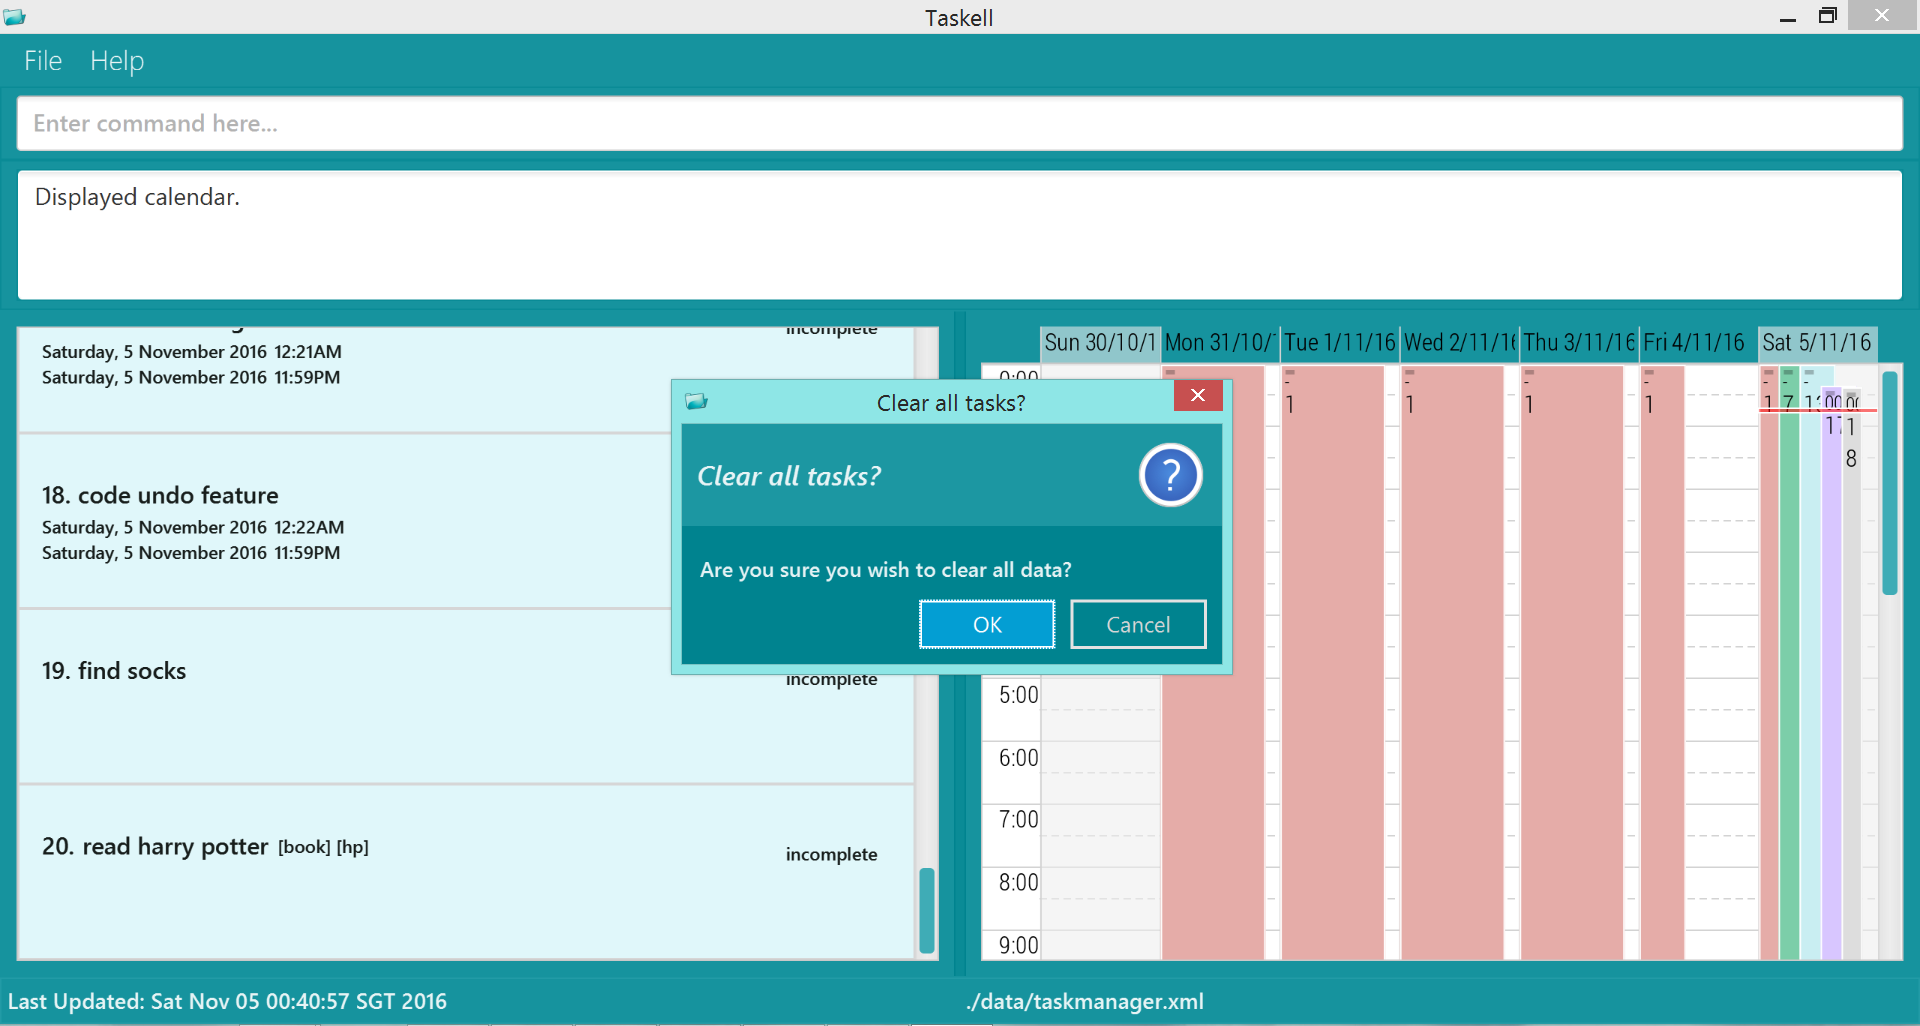 Taskell
File Help
Enter command here...
Displayed calendar.
incomplete
Saturday, 5 November 2016 12:21AM
Saturday, 5 November 2016 11:59PM
18. code undo feature
Saturday, 5 November 2016 12:22AM
Saturday, 5 November 2016 11:59PM
19. find socks
incomplete
20. read harry potter [book] [hp]
incomplete
Sun 30/10/1 Mon 31/10/ Tue 1/11/16 Wed 2/11/16 Thu 3/11/16 Fri 4/11/16 Sat 5/11/16
0:00
- - - - - - - -
1 1 1 1 1 1 7
17 1
8
5:00
6:00
7:00
8:00
9:00
Clear all tasks?
Clear all tasks?
?
Are you sure you wish to clear all data?
OK Cancel
Last Updated: Sat Nov 05 00:40:57 SGT 2016
./data/taskmanager.xml